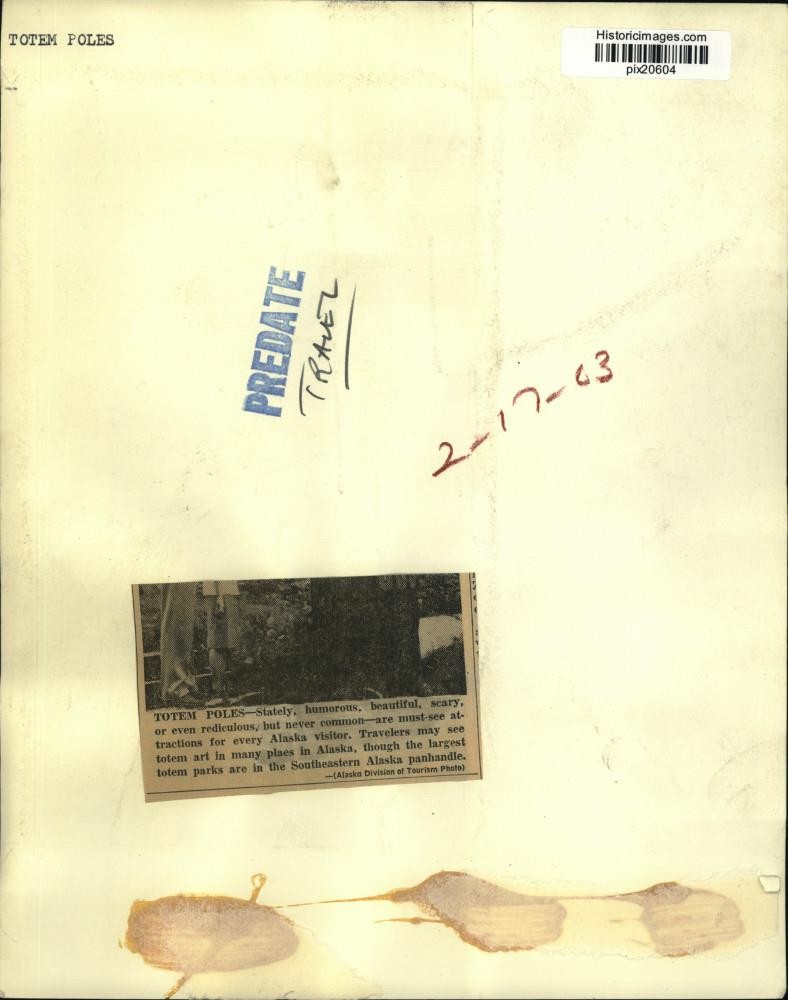 TOTEM POLES
Historicimages.com
pix20604
PREDATE
TRAVEL
2-17-63
TOTEM POLES—Stately, humorous, beautiful, scary,
or even rediculous, but never common—are must-see at-
tractions for every Alaska visitor. Travelers may see
totem art in many plaes in Alaska, though the largest
totem parks are in the Southeastern Alaska panhandle.
—(Alaska Division of Tourism Photo)